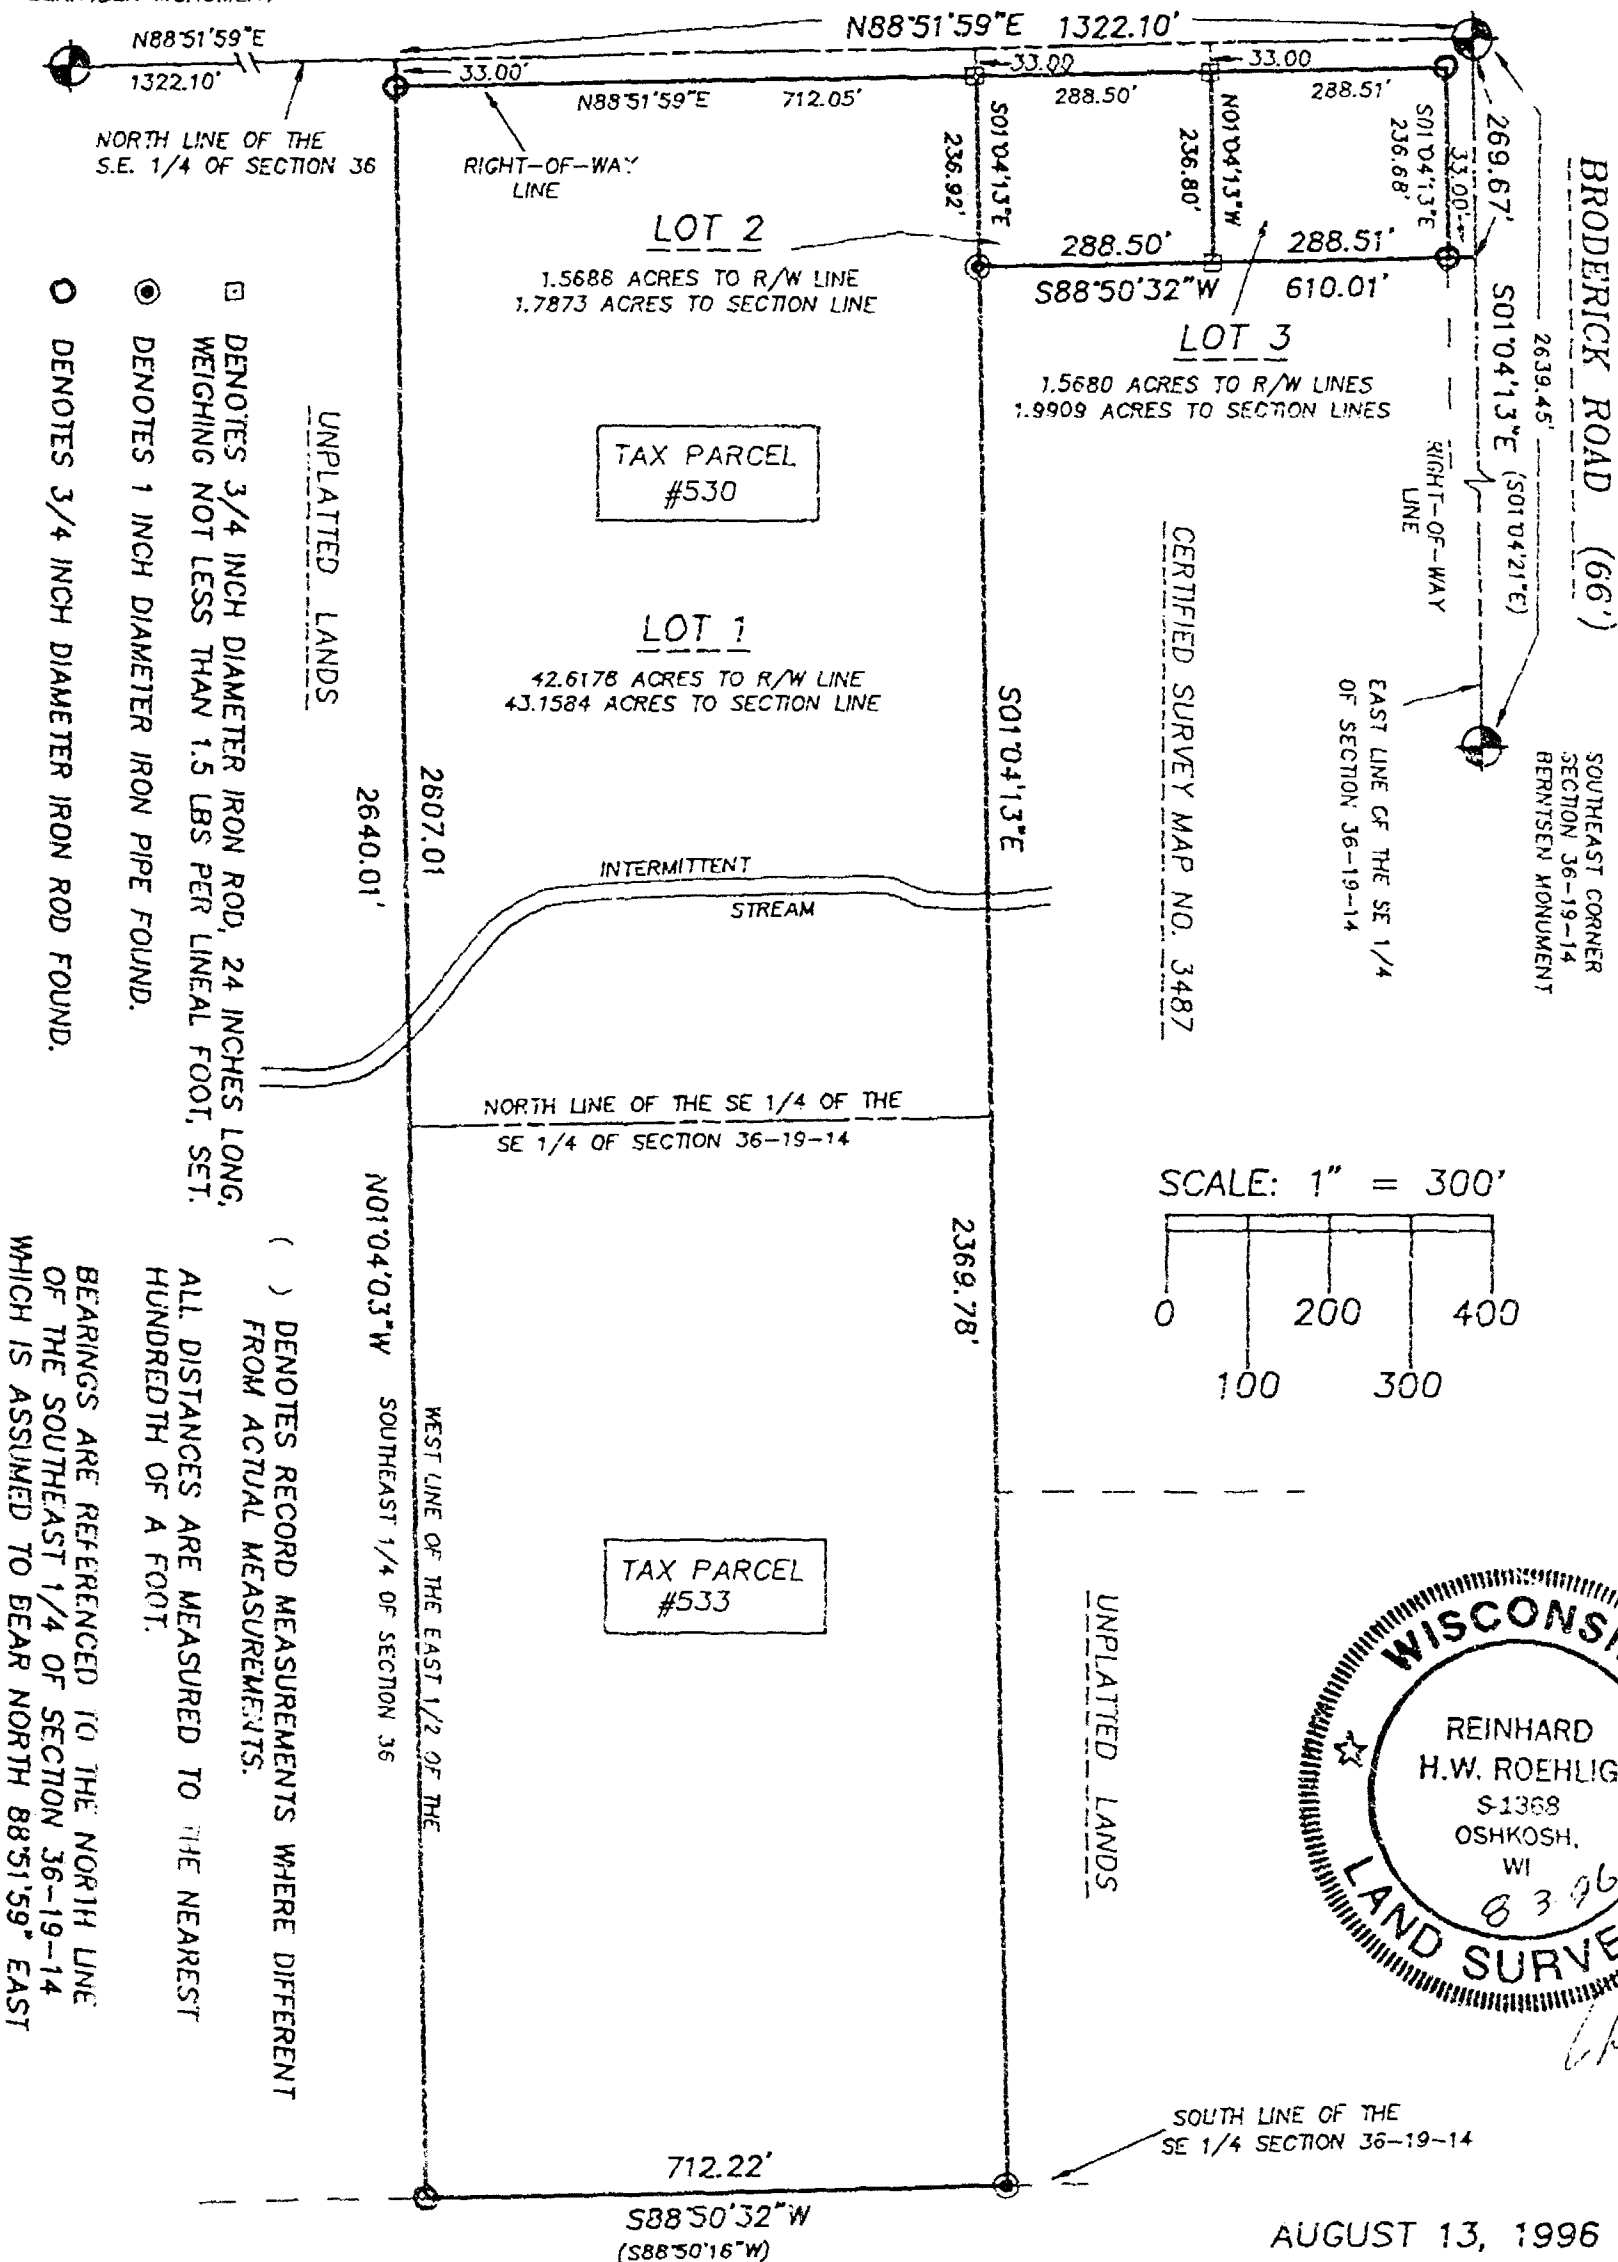 N88°51'59"E 1322.10'
N88°51'59"E
1322.10'
33.00'
33.00
33.00
N88°51'59"E 712.05'
288.50'
288.51'
NORTH LINE OF THE
S.E. 1/4 OF SECTION 36
RIGHT-OF-WAY
LINE
S01°04'13"E
236.92'
N01°04'13"W
236.80'
S01°04'13"E
236.68'
33.00'
269.67'
S01°04'13"E (S01°04'21"E)
2639.45'
BRODERICK ROAD (66')
RIGHT-OF-WAY
LINE
LOT 2
1.5688 ACRES TO R/W LINE
1.7873 ACRES TO SECTION LINE
288.50' 288.51'
S88°50'32"W 610.01'
LOT 3
1.5680 ACRES TO R/W LINES
1.9909 ACRES TO SECTION LINES
SOUTHEAST CORNER
SECTION 36-19-14
BERNTSEN MONUMENT
EAST LINE OF THE SE 1/4
OF SECTION 36-19-14
CERTIFIED SURVEY MAP NO. 3487
TAX PARCEL
#530
LOT 1
42.6178 ACRES TO R/W LINE
43.1584 ACRES TO SECTION LINE
UNPLATTED LANDS
DENOTES 3/4 INCH DIAMETER IRON ROD, 24 INCHES LONG,
WEIGHING NOT LESS THAN 1.5 LBS PER LINEAL FOOT, SET.
DENOTES 1 INCH DIAMETER IRON PIPE FOUND.
DENOTES 3/4 INCH DIAMETER IRON ROD FOUND.
2607.01
2640.01'
S01°04'13"E
INTERMITTENT
STREAM
NORTH LINE OF THE SE 1/4 OF THE
SE 1/4 OF SECTION 36-19-14
SCALE: 1" = 300'
0 200 400
100 300
2369.78'
N01°04'03"W
WEST LINE OF THE EAST 1/2 OF THE
SOUTHEAST 1/4 OF SECTION 36
( ) DENOTES RECORD MEASUREMENTS WHERE DIFFERENT
FROM ACTUAL MEASUREMENTS.
ALL DISTANCES ARE MEASURED TO THE NEAREST
HUNDREDTH OF A FOOT.
BEARINGS ARE REFERENCED TO THE NORTH LINE
OF THE SOUTHEAST 1/4 OF SECTION 36-19-14
WHICH IS ASSUMED TO BEAR NORTH 88°51'59" EAST
TAX PARCEL
#533
UNPLATTED LANDS
WISCONSI
REINHARD
H.W. ROEHLIG
S-1368
OSHKOSH,
WI
LAND SURVE
SOUTH LINE OF THE
SE 1/4 SECTION 36-19-14
712.22'
S88°50'32"W
(S88°50'16"W)
AUGUST 13, 1996